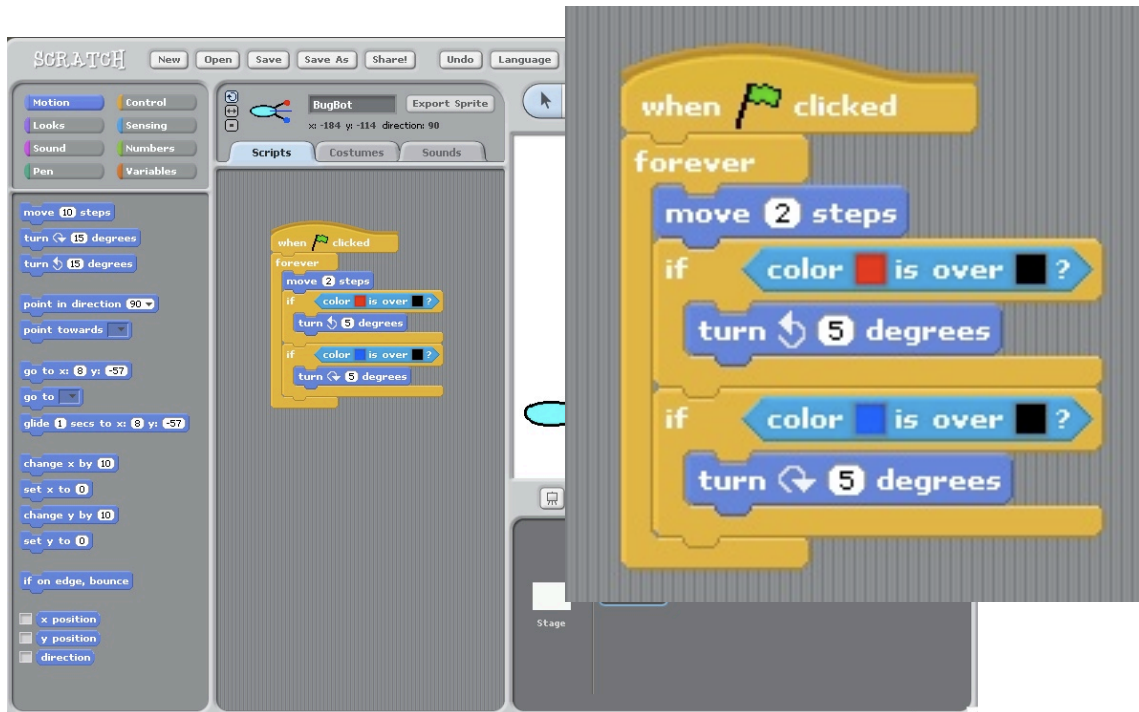 SCRATCH New Open Save Save As Share! Undo Language
Motion Control
Looks Sensing
Sound Numbers
Pen Variables
BugBot Export Sprite
x: -184 y: -114 direction: 90
Scripts Costumes Sounds
move 10 steps
turn 15 degrees
turn 15 degrees
point in direction 90
point towards
go to x: 8 y: -57
go to
glide 1 secs to x: 8 y: -57
change x by 10
set x to 0
change y by 10
set y to 0
if on edge, bounce
x position
y position
direction
when clicked
forever
move 2 steps
if color is over ?
turn 5 degrees
if color is over ?
turn 5 degrees
Stage
when clicked
forever
move 2 steps
if color is over ?
turn 5 degrees
if color is over ?
turn 5 degrees